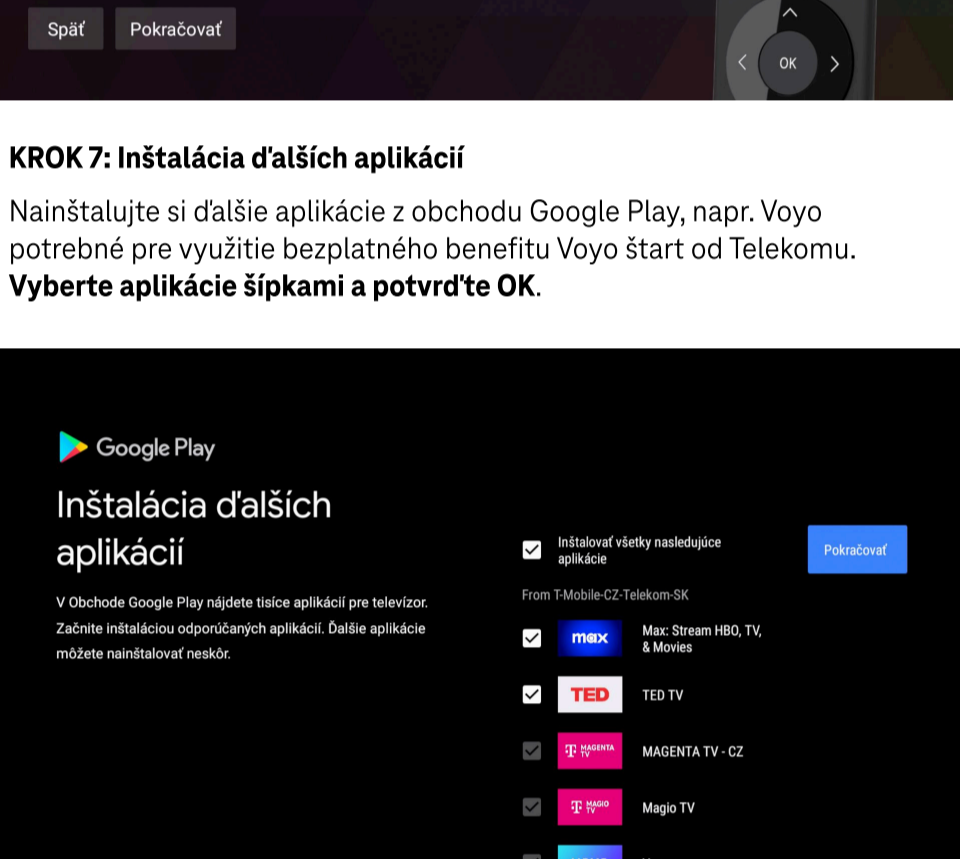 Späť
Pokračovať
OK
KROK 7: Inštalácia ďalších aplikácií
Nainštalujte si ďalšie aplikácie z obchodu Google Play, napr. Voyo
potrebné pre využitie bezplatného benefitu Voyo štart od Telekomu.
Vyberte aplikácie šípkami a potvrďte OK.
Google Play
Inštalácia ďalších
aplikácií
V Obchode Google Play nájdete tisíce aplikácií pre televízor.
Začnite inštaláciou odporúčaných aplikácií. Ďalšie aplikácie
môžete nainštalovať neskôr.
Inštalovať všetky nasledujúce
aplikácie
Pokračovať
From T-Mobile-CZ-Telekom-SK
max
Max: Stream HBO, TV,
& Movies
TED
TED TV
T MAGENTA
TV
MAGENTA TV - CZ
T MAGIO
TV
Magio TV